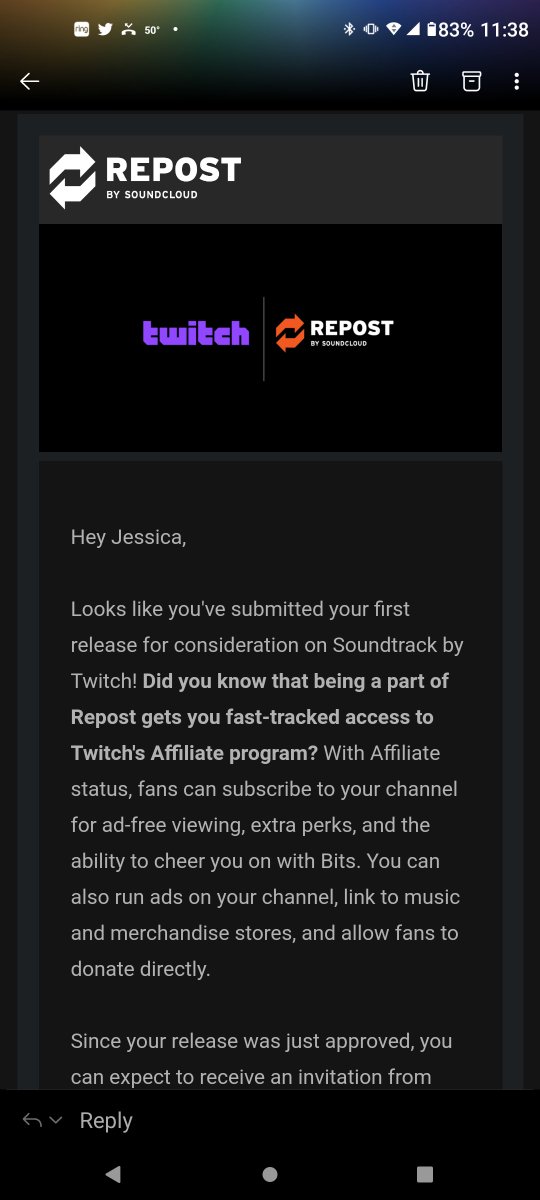 ring 50° 83% 11:38
REPOST
BY SOUNDCLOUD
twitch REPOST
BY SOUNDCLOUD
Hey Jessica,
Looks like you've submitted your first
release for consideration on Soundtrack by
Twitch! Did you know that being a part of
Repost gets you fast-tracked access to
Twitch's Affiliate program? With Affiliate
status, fans can subscribe to your channel
for ad-free viewing, extra perks, and the
ability to cheer you on with Bits. You can
also run ads on your channel, link to music
and merchandise stores, and allow fans to
donate directly.
Since your release was just approved, you
can expect to receive an invitation from
Reply